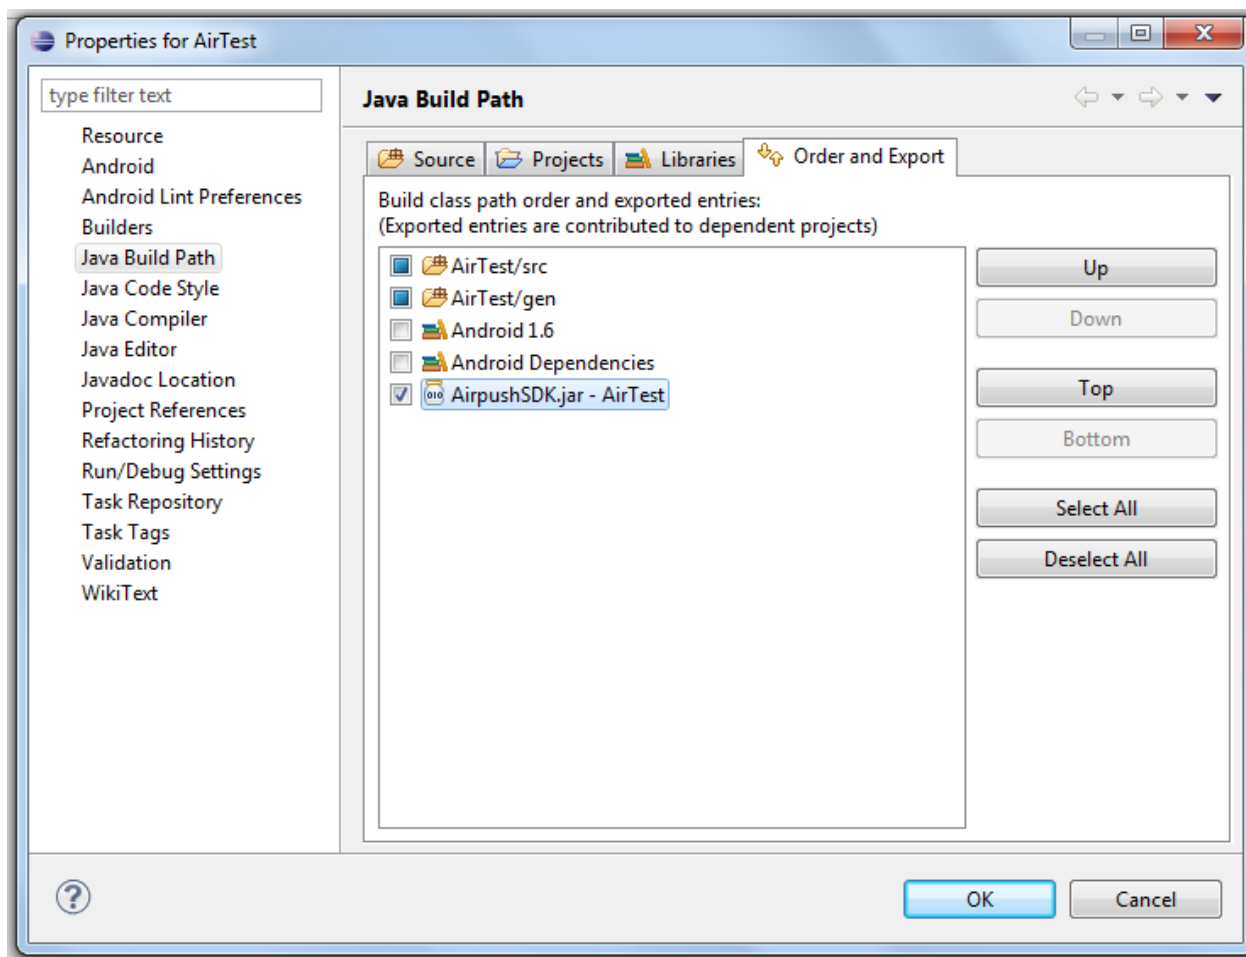 Properties for AirTest
type filter text
Resource
Android
Android Lint Preferences
Builders
Java Build Path
Java Code Style
Java Compiler
Java Editor
Javadoc Location
Project References
Refactoring History
Run/Debug Settings
Task Repository
Task Tags
Validation
WikiText
Java Build Path
Source Projects Libraries Order and Export
Build class path order and exported entries:
(Exported entries are contributed to dependent projects)
AirTest/src
AirTest/gen
Android 1.6
Android Dependencies
010 AirpushSDK.jar - AirTest
Up
Down
Top
Bottom
Select All
Deselect All
?
OK Cancel